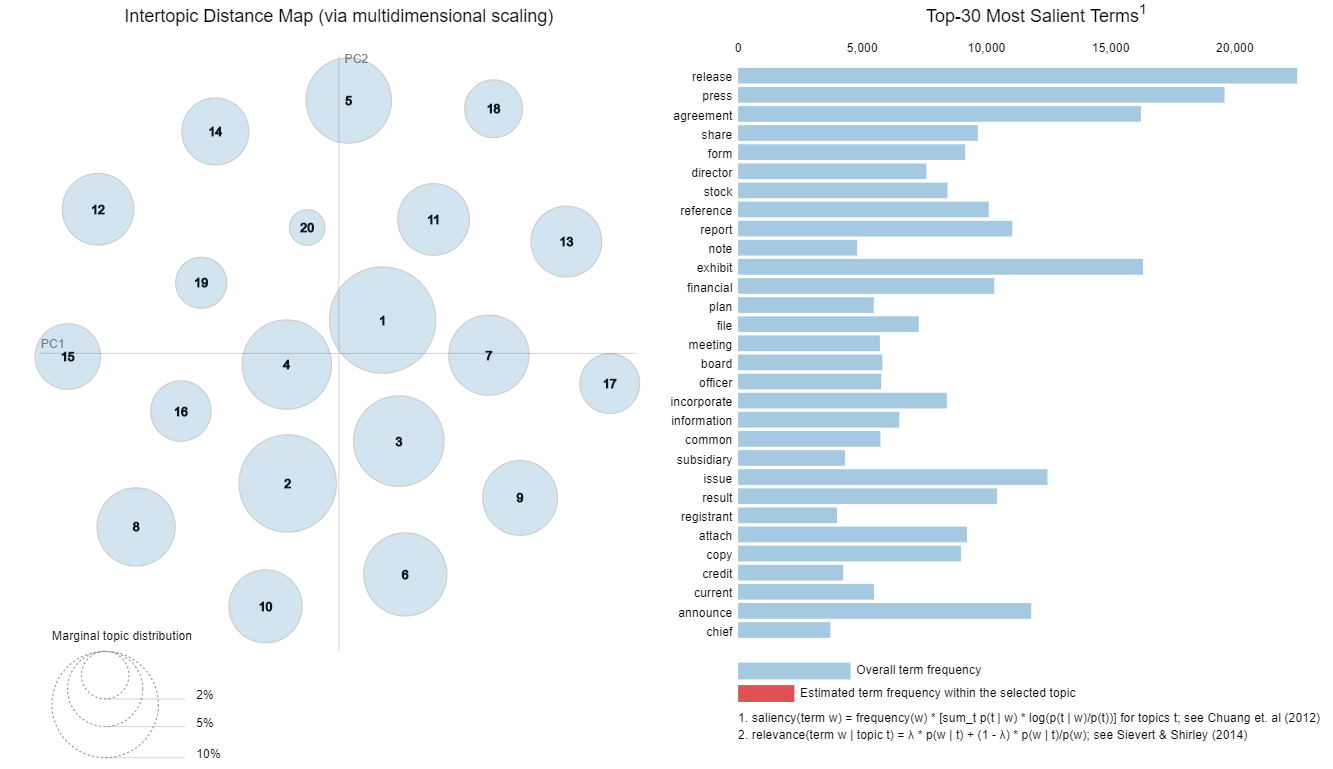 Intertopic Distance Map (via multidimensional scaling)
PC2
5
18
14
12
11
20
13
19
1
PC1
15
4
7
17
16
3
2
9
8
6
10
Marginal topic distribution
2%
5%
10%
Top-30 Most Salient Terms1
0 5,000 10,000 15,000 20,000
release
press
agreement
share
form
director
stock
reference
report
note
exhibit
financial
plan
file
meeting
board
officer
incorporate
information
common
subsidiary
issue
result
registrant
attach
copy
credit
current
announce
chief
Overall term frequency
Estimated term frequency within the selected topic
1. saliency(term w) = frequency(w) * [sum_t p(t | w) * log(p(t | w)/p(t))] for topics t; see Chuang et. al (2012)
2. relevance(term w | topic t) = λ * p(w | t) + (1 - λ) * p(w | t)/p(w); see Sievert & Shirley (2014)